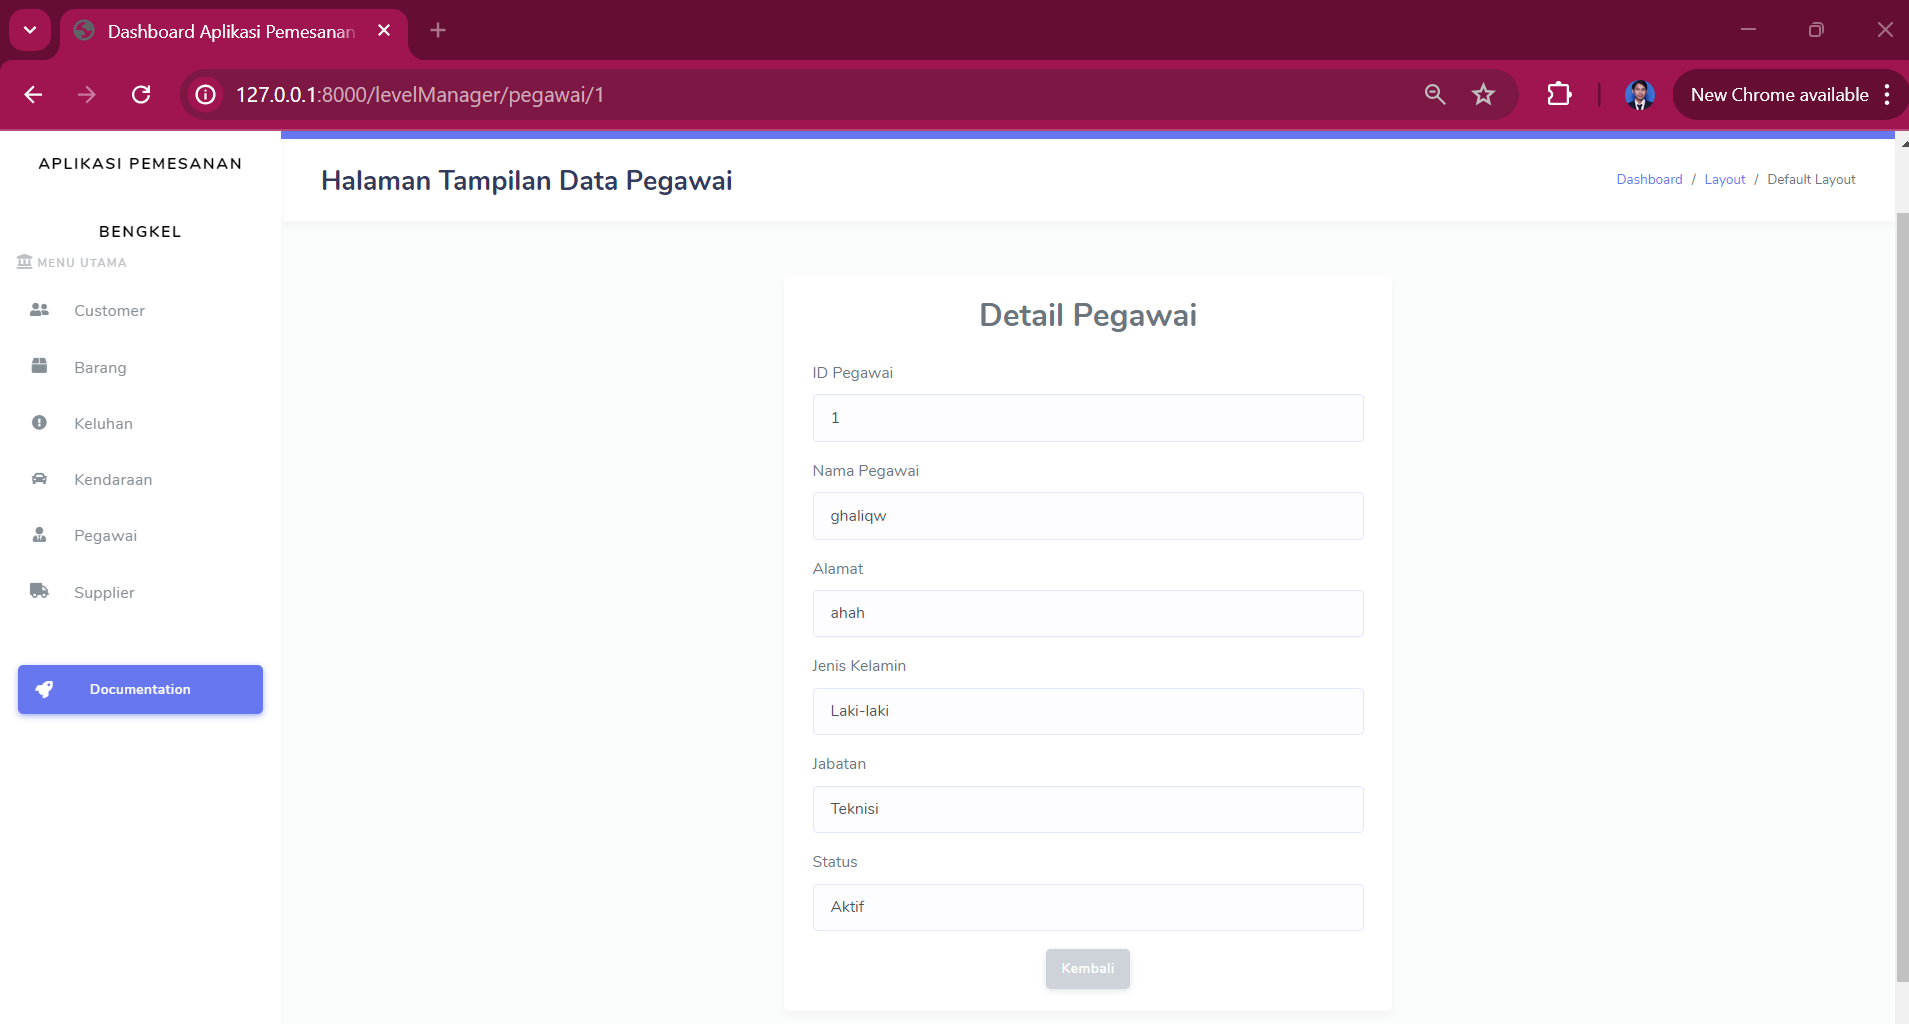 Dashboard Aplikasi Pemesanan
127.0.0.1:8000/levelManager/pegawai/1
New Chrome available
APLIKASI PEMESANAN
BENGKEL
MENU UTAMA
Customer
Barang
Keluhan
Kendaraan
Pegawai
Supplier
Documentation
Halaman Tampilan Data Pegawai
Dashboard / Layout / Default Layout
Detail Pegawai
ID Pegawai
1
Nama Pegawai
ghaliqw
Alamat
ahah
Jenis Kelamin
Laki-laki
Jabatan
Teknisi
Status
Aktif
Kembali